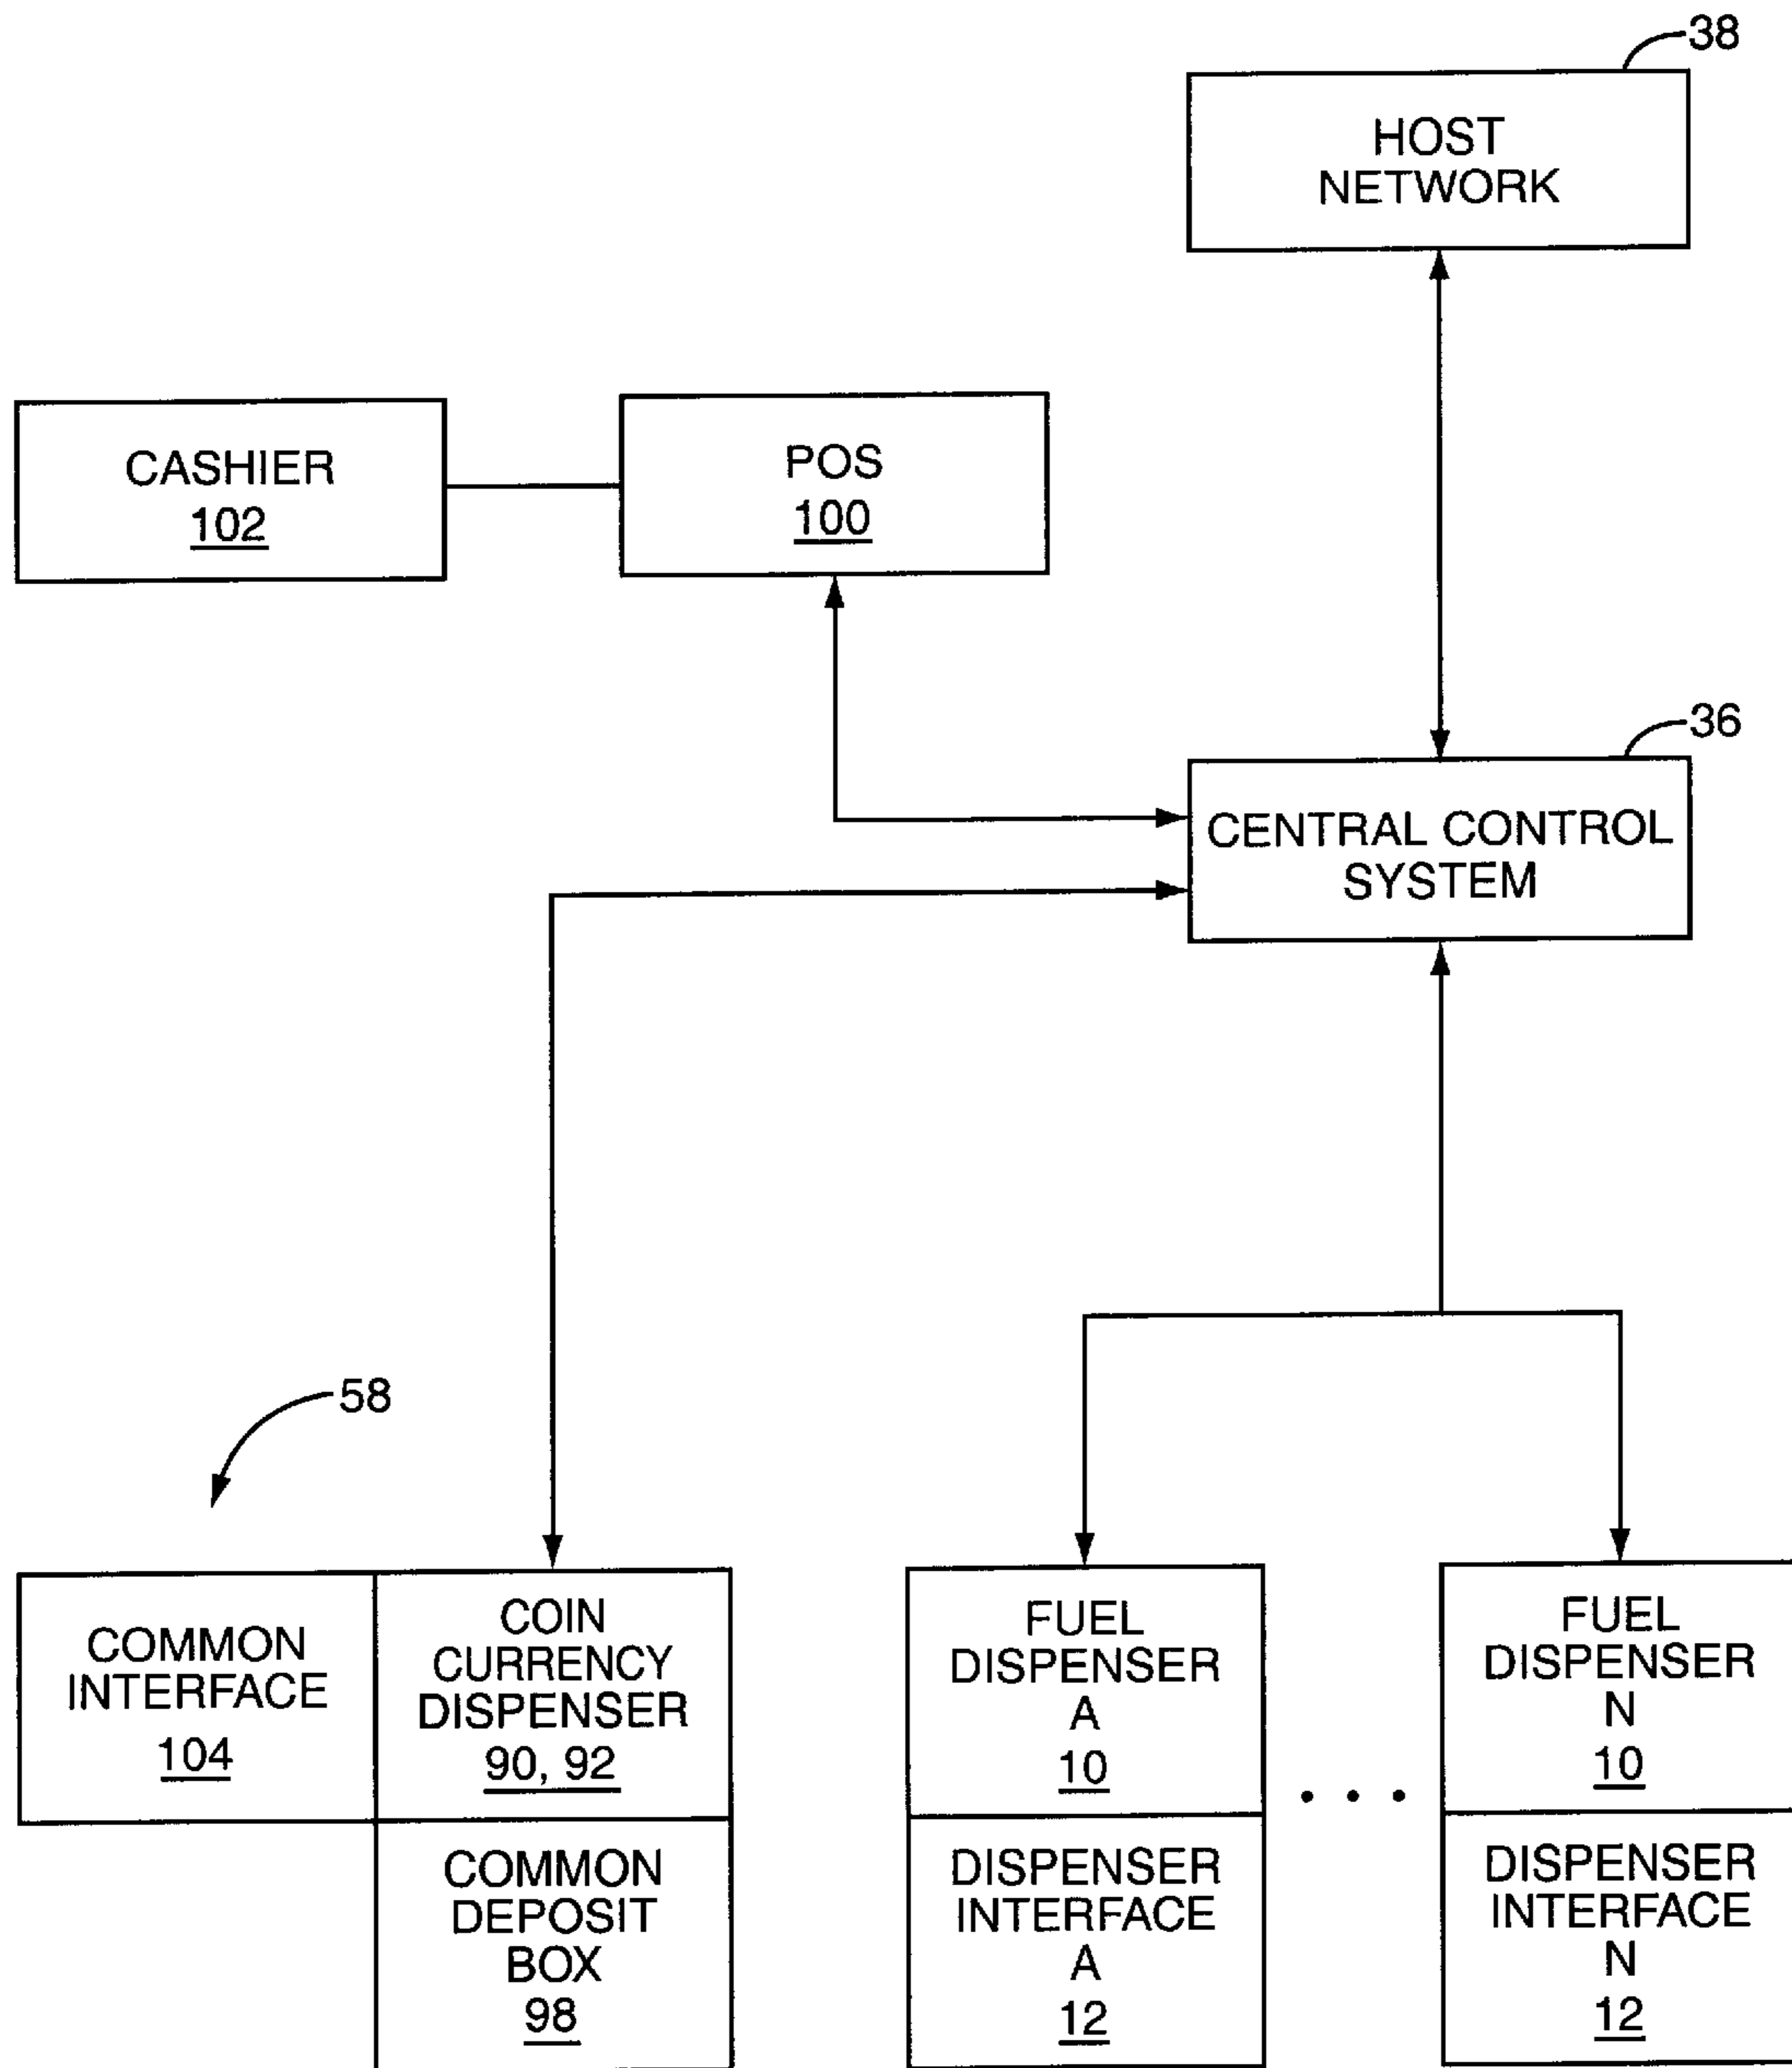 38
HOST
NETWORK
CASHIER
102
POS
100
36
CENTRAL CONTROL
SYSTEM
58
COMMON
INTERFACE
104
COIN
CURRENCY
DISPENSER
90, 92
COMMON
DEPOSIT
BOX
98
FUEL
DISPENSER
A
10
DISPENSER
INTERFACE
A
12
• • •
FUEL
DISPENSER
N
10
DISPENSER
INTERFACE
N
12